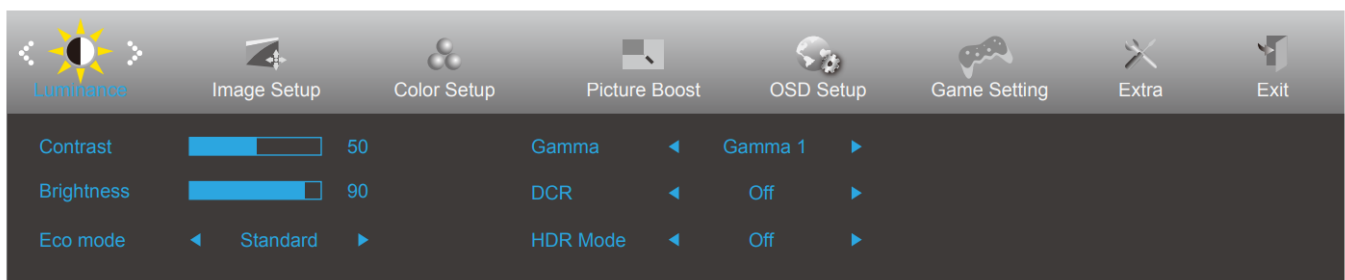 Luminance Image Setup Color Setup Picture Boost OSD Setup Game Setting Extra Exit
Contrast 50 Gamma Gamma 1
Brightness 90 DCR Off
Eco mode Standard HDR Mode Off